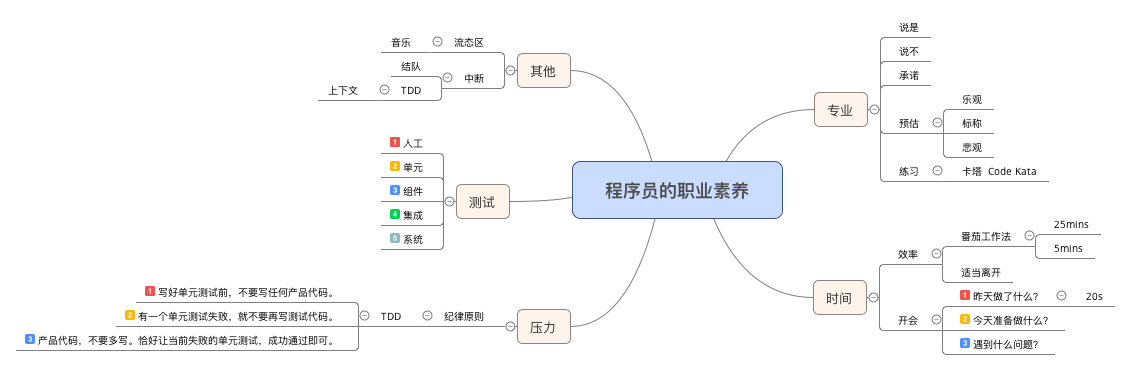 程序员的职业素养
专业
说是
说不
承诺
预估
乐观
标称
悲观
练习
卡塔 Code Kata
时间
效率
番茄工作法
25mins
5mins
适当离开
开会
1 昨天做了什么?
20s
2 今天准备做什么?
3 遇到什么问题?
其他
流态区
音乐
中断
结队
TDD
上下文
测试
1 人工
2 单元
3 组件
4 集成
5 系统
压力
纪律原则
TDD
1 写好单元测试前，不要写任何产品代码。
2 有一个单元测试失败，就不要再写测试代码。
3 产品代码，不要多写。恰好让当前失败的单元测试，成功通过即可。